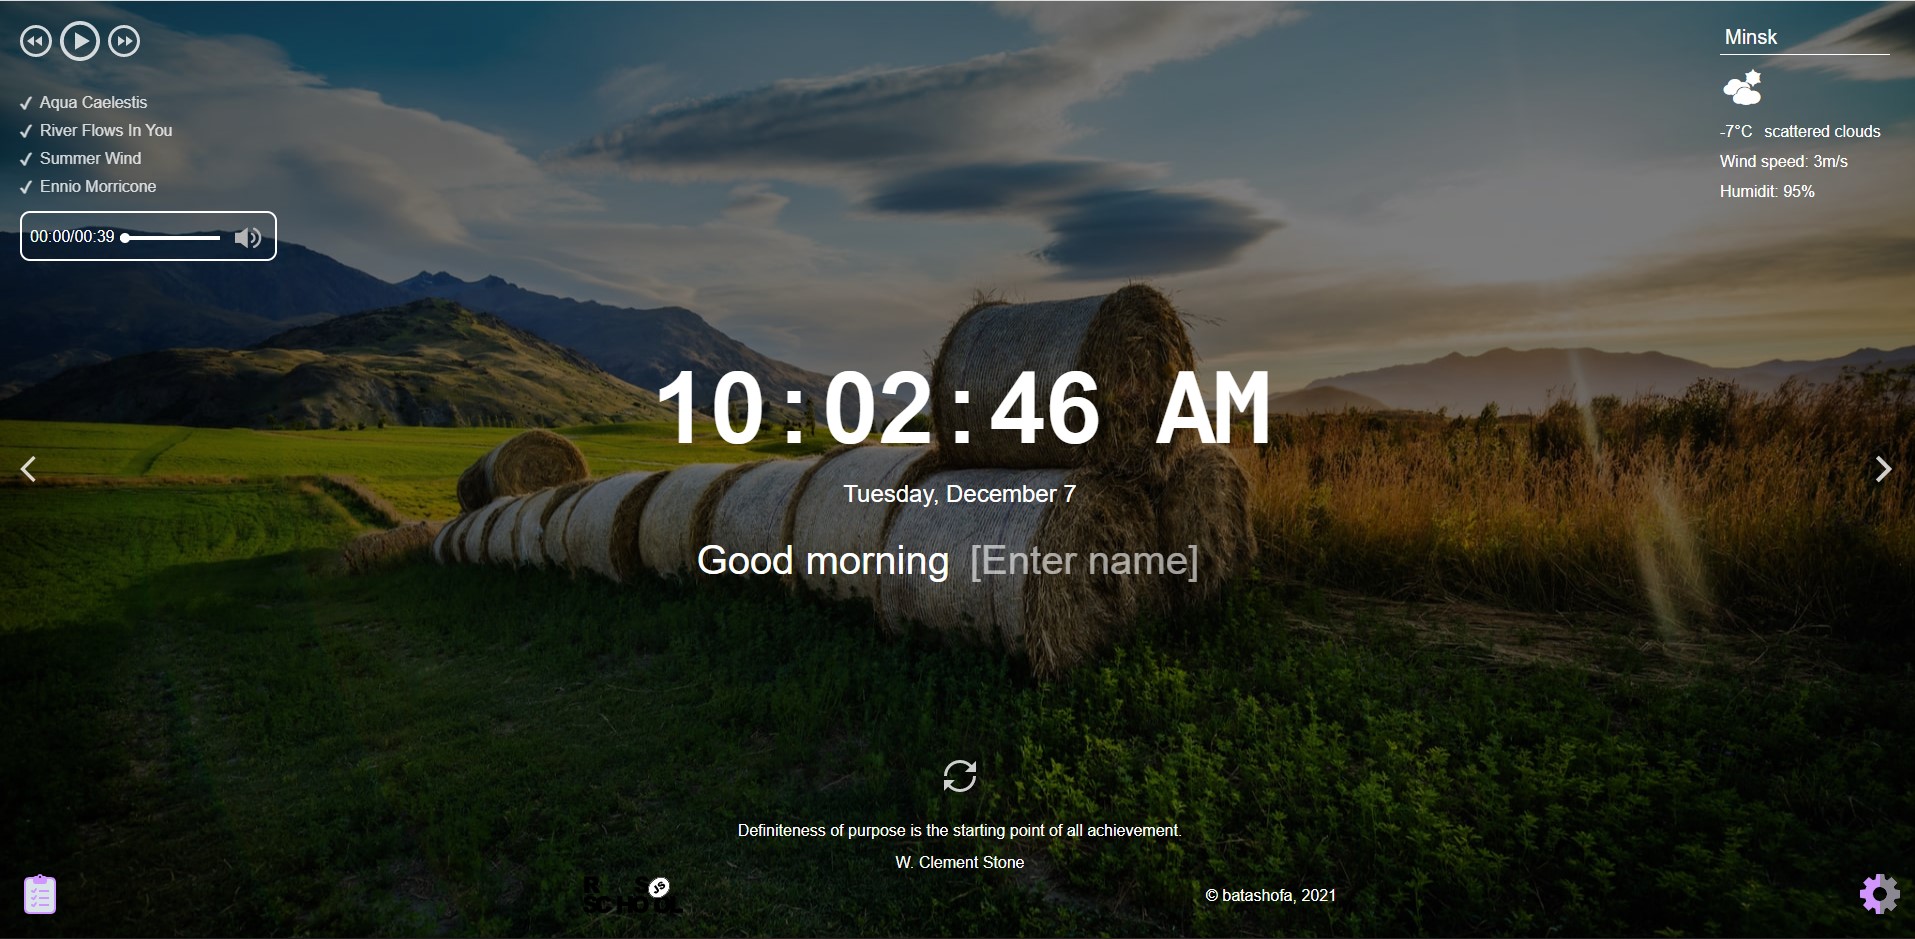 Aqua Caelestis
River Flows In You
Summer Wind
Ennio Morricone
00:00/00:39
Minsk
-7°C scattered clouds
Wind speed: 3m/s
Humidit: 95%
10:02:46 AM
Tuesday, December 7
Good morning [Enter name]
Definiteness of purpose is the starting point of all achievement.
W. Clement Stone
R S
SCHOOL
JS
© batashofa, 2021